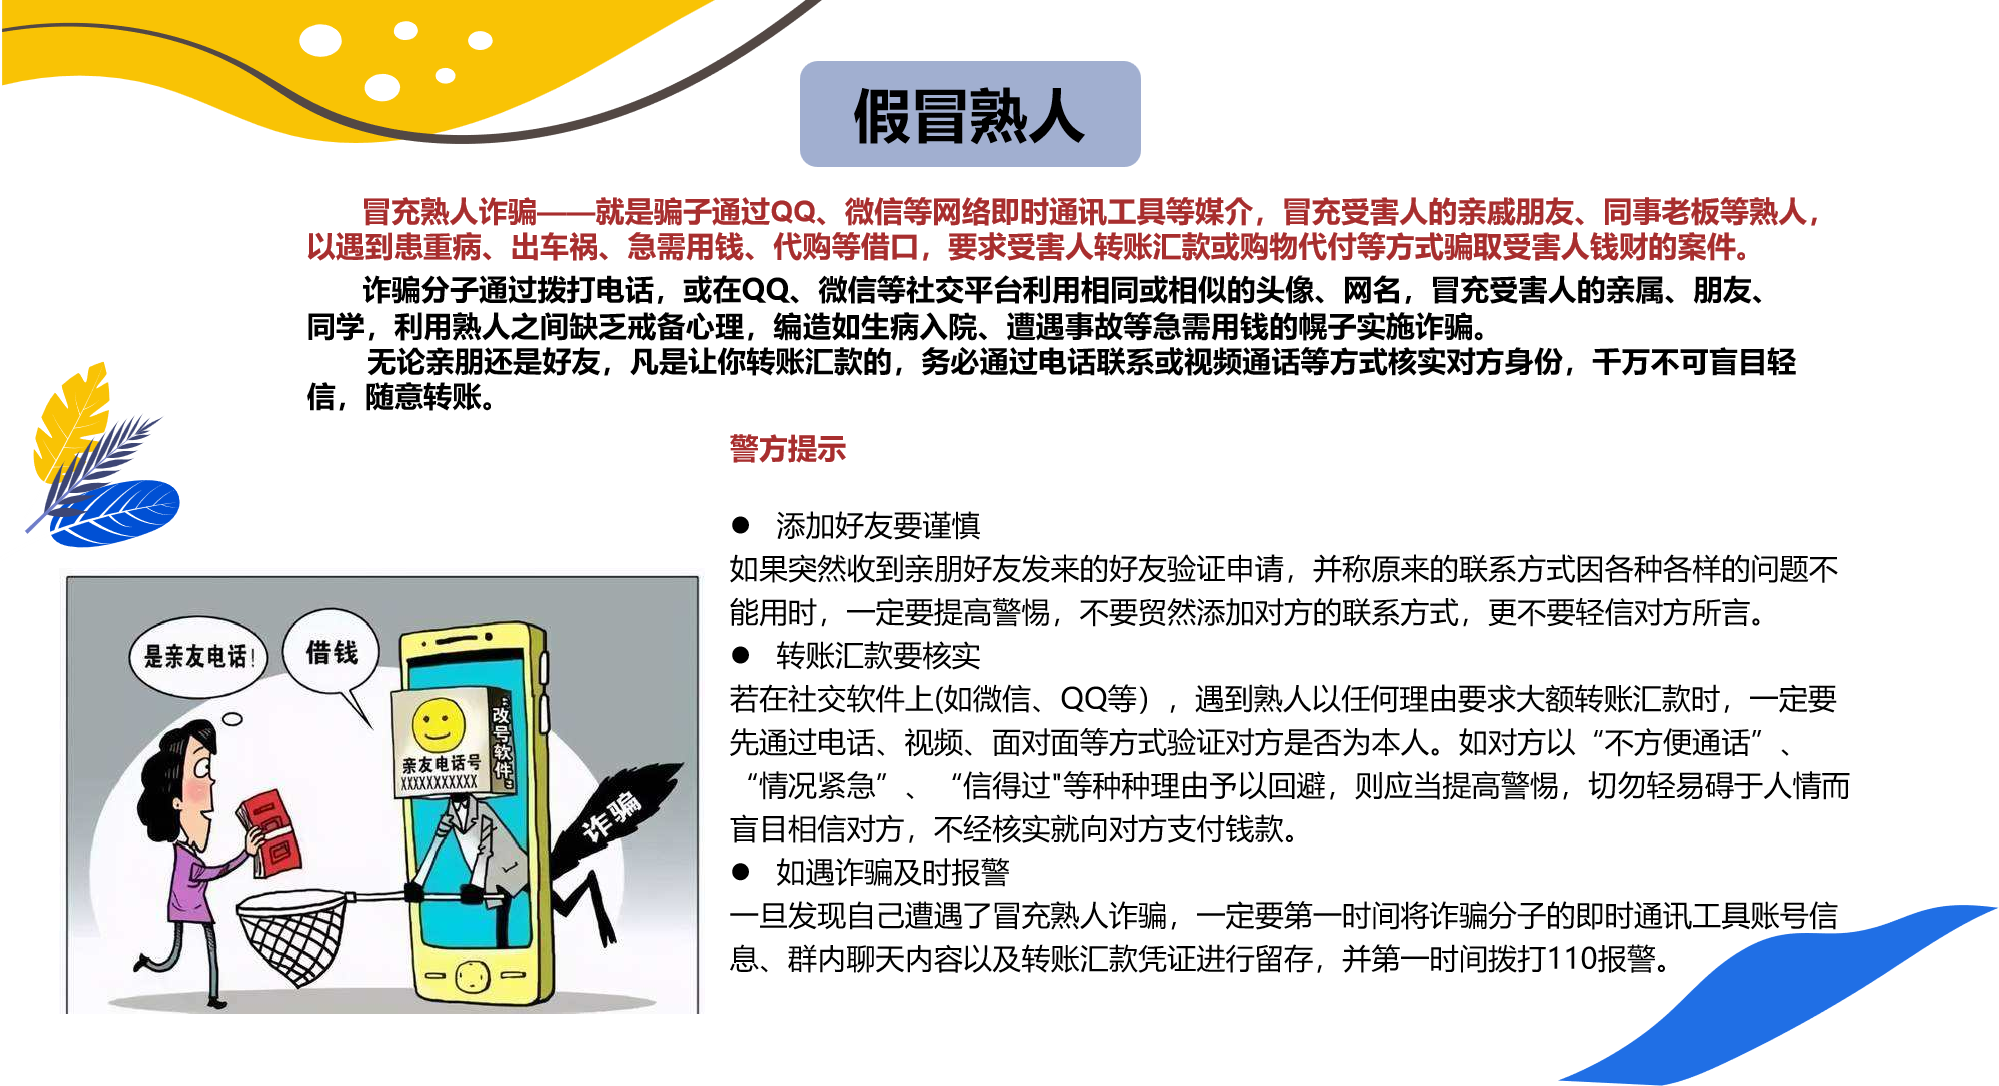 假冒熟人
冒充熟人诈骗——就是骗子通过QQ、微信等网络即时通讯工具等媒介，冒充受害人的亲戚朋友、同事老板等熟人，
以遇到患重病、出车祸、急需用钱、代购等借口，要求受害人转账汇款或购物代付等方式骗取受害人钱财的案件。
诈骗分子通过拨打电话，或在QQ、微信等社交平台利用相同或相似的头像、网名，冒充受害人的亲属、朋友、
同学，利用熟人之间缺乏戒备心理，编造如生病入院、遭遇事故等急需用钱的幌子实施诈骗。
无论亲朋还是好友，凡是让你转账汇款的，务必通过电话联系或视频通话等方式核实对方身份，千万不可盲目轻
信，随意转账。
警方提示
● 添加好友要谨慎
如果突然收到亲朋好友发来的好友验证申请，并称原来的联系方式因各种各样的问题不
能用时，一定要提高警惕，不要贸然添加对方的联系方式，更不要轻信对方所言。
● 转账汇款要核实
若在社交软件上(如微信、QQ等），遇到熟人以任何理由要求大额转账汇款时，一定要
先通过电话、视频、面对面等方式验证对方是否为本人。如对方以“不方便通话”、
“情况紧急”、“信得过"等种种理由予以回避，则应当提高警惕，切勿轻易碍于人情而
盲目相信对方，不经核实就向对方支付钱款。
● 如遇诈骗及时报警
一旦发现自己遭遇了冒充熟人诈骗，一定要第一时间将诈骗分子的即时通讯工具账号信
息、群内聊天内容以及转账汇款凭证进行留存，并第一时间拨打110报警。
是亲友电话!
借钱
改号软件
亲友电话号
XXXXXXXXXXX
诈骗